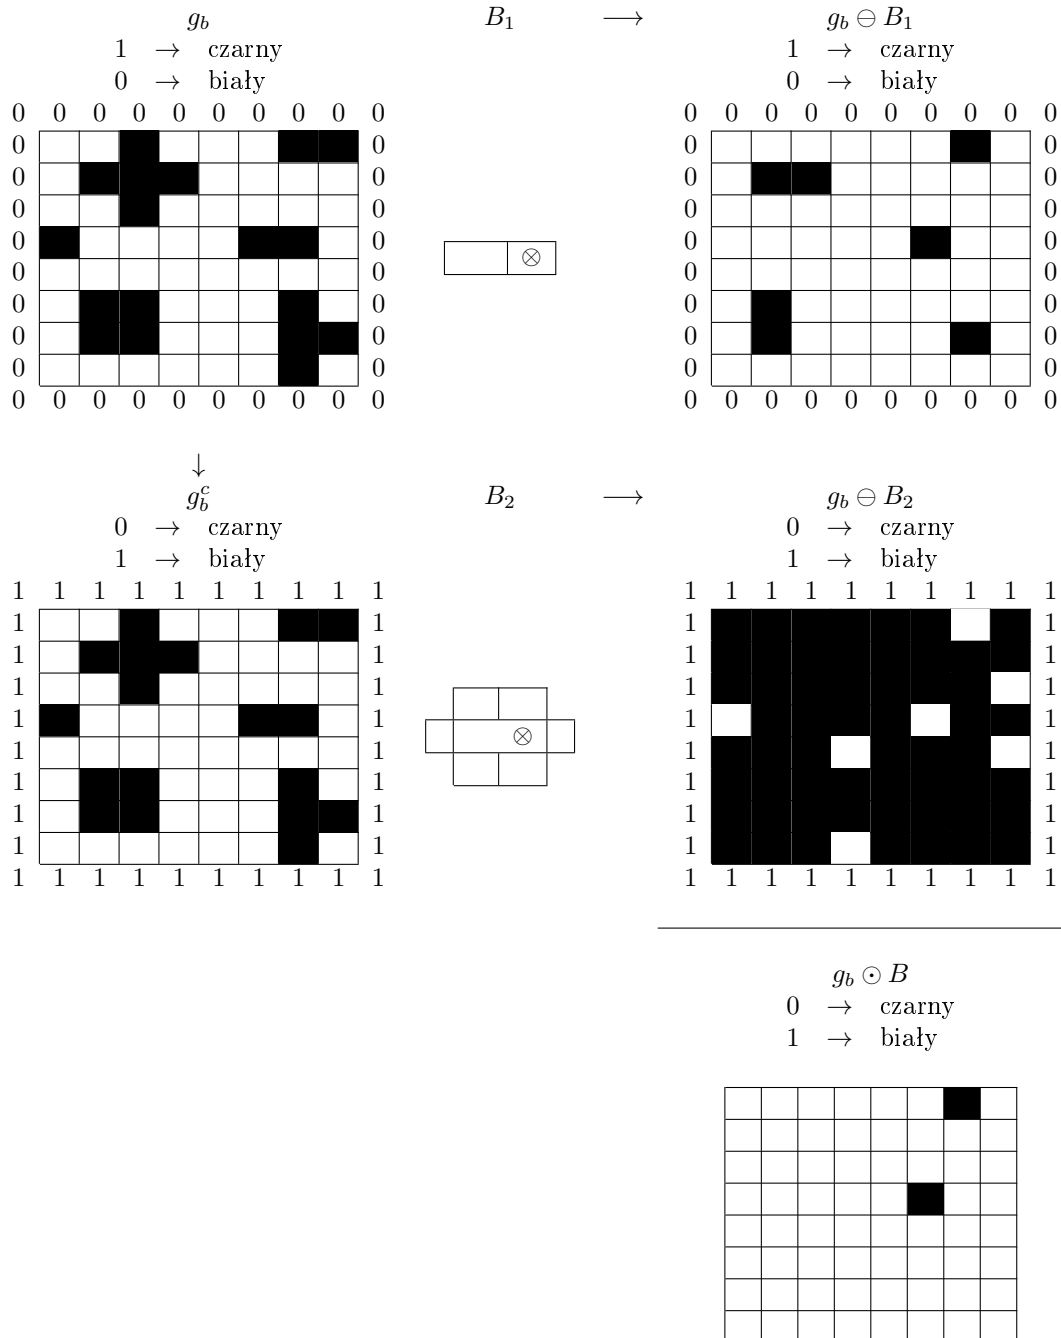 g_b B_1 ⟶ g_b ⊖ B_1
1 → czarny 1 → czarny
0 → biały 0 → biały
0 0 0 0 0 0 0 0 0 0 0 0 0 0 0 0 0 0 0 0
0 0 0 0
0 0 0 0
0 0 0 0
0 0 ⊗ 0 0
0 0 0 0
0 0 0 0
0 0 0 0
0 0 0 0
0 0 0 0 0 0 0 0 0 0 0 0 0 0 0 0 0 0 0 0
↓
g_b^c B_2 ⟶ g_b ⊖ B_2
0 → czarny 0 → czarny
1 → biały 1 → biały
1 1 1 1 1 1 1 1 1 1 1 1 1 1 1 1 1 1 1 1
1 1 1 1
1 1 1 1
1 1 1 1
1 1 ⊗ 1 1
1 1 1 1
1 1 1 1
1 1 1 1
1 1 1 1
1 1 1 1 1 1 1 1 1 1 1 1 1 1 1 1 1 1 1 1
g_b ⊙ B
0 → czarny
1 → biały